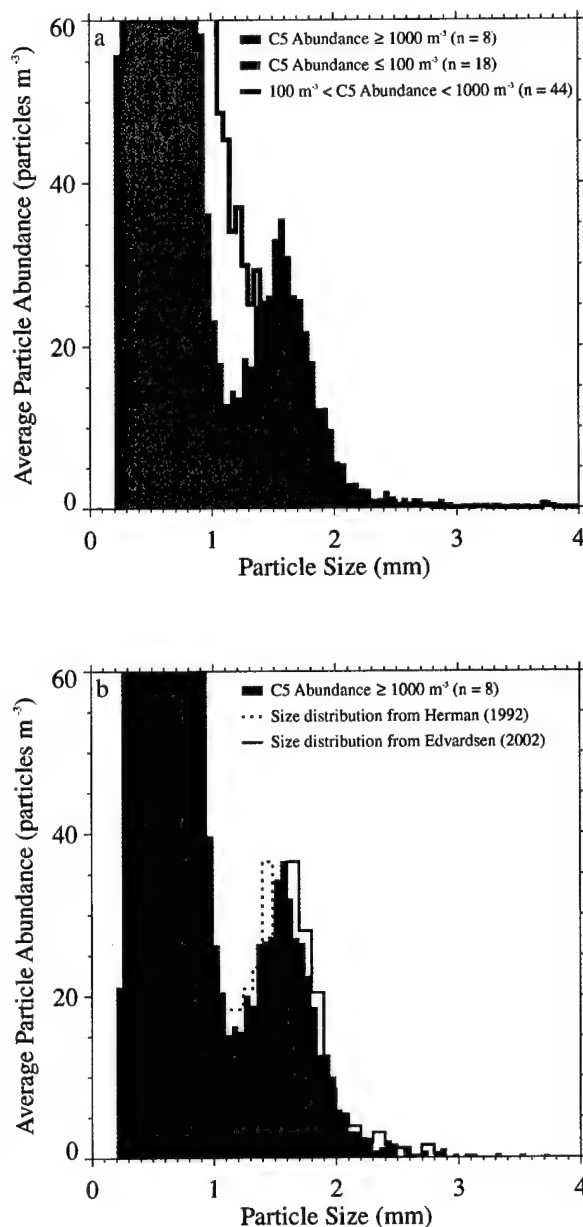 a
C5 Abundance ≥ 1000 m⁻³ (n = 8)
C5 Abundance ≤ 100 m⁻³ (n = 18)
100 m⁻³ < C5 Abundance < 1000 m⁻³ (n = 44)
60
40
20
0
Average Particle Abundance (particles m⁻³)
0 1 2 3 4
Particle Size (mm)
b
C5 Abundance ≥ 1000 m⁻³ (n = 8)
Size distribution from Herman (1992)
Size distribution from Edvardsen (2002)
60
40
20
0
Average Particle Abundance (particles m⁻³)
0 1 2 3 4
Particle Size (mm)